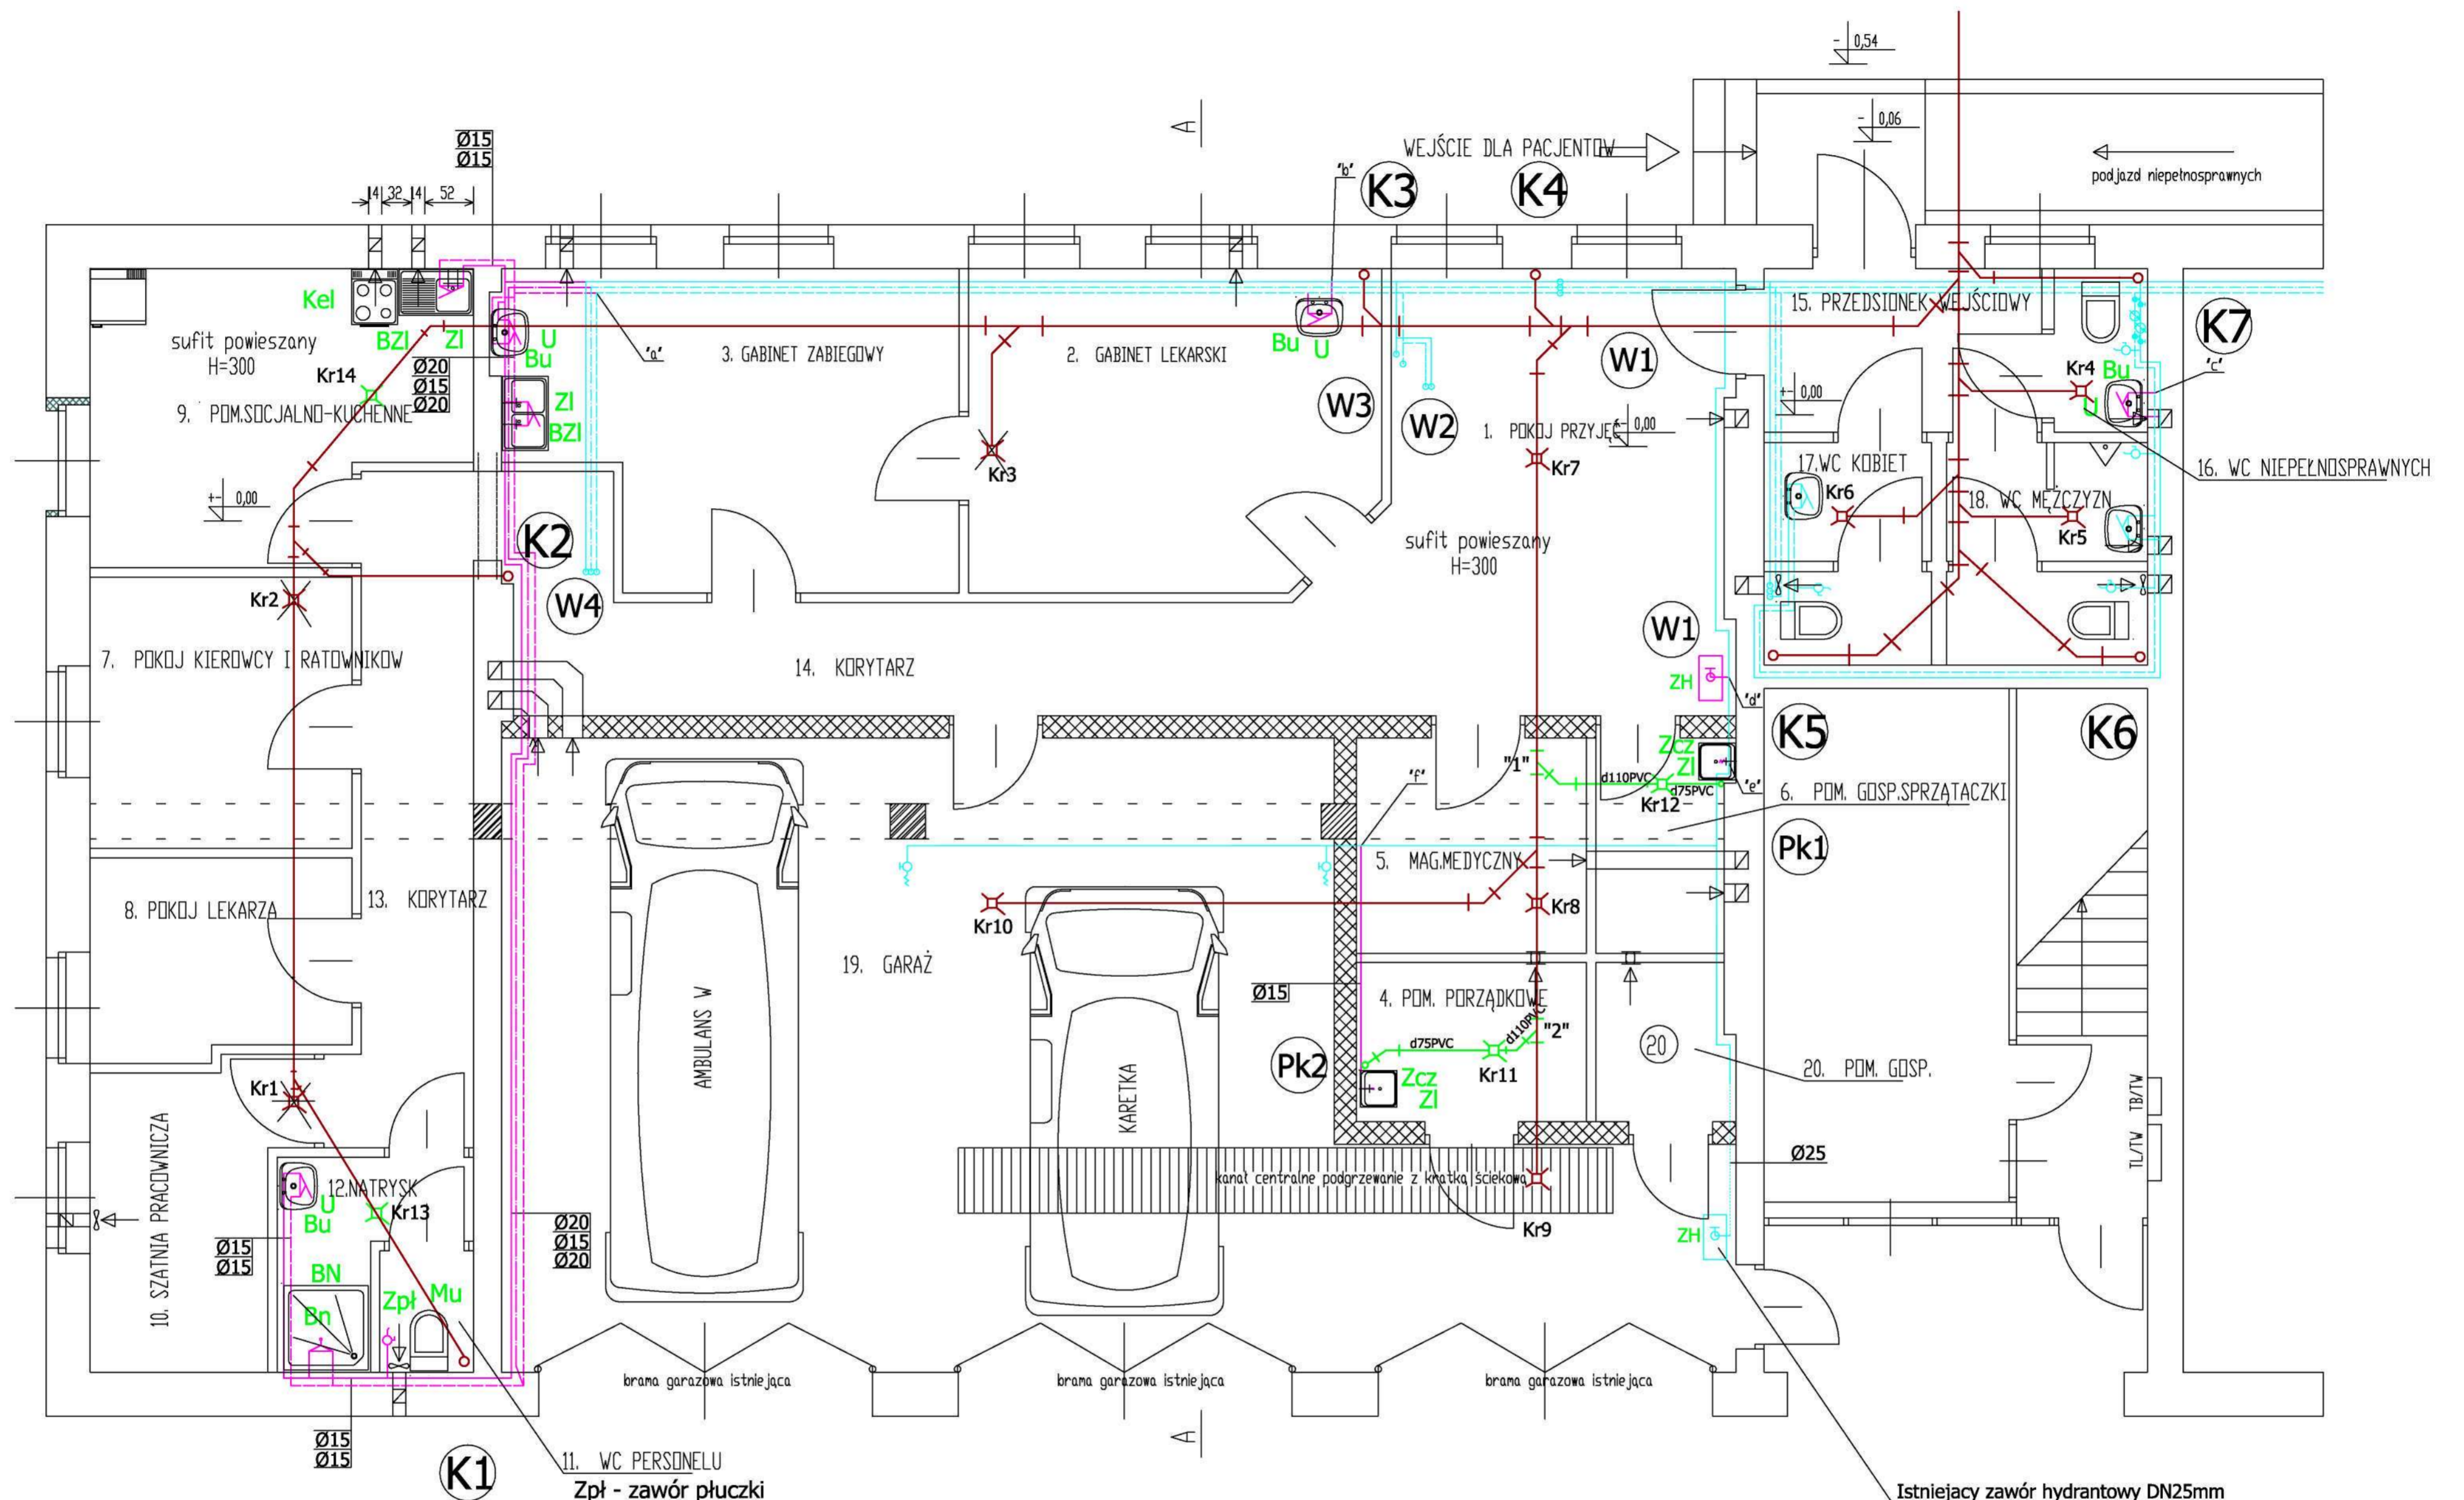 - 0,54
- 0,06
WEJŚCIE DLA PACJENTÓW
podjazd niepełnosprawnych
Ø15
Ø15
14 32 14 52
A
'b'
K3
K4
Kel
sufit powieszany
H=300
BZl
Zl
U
Bu
'a'
3. GABINET ZABIEGOWY
2. GABINET LEKARSKI
Bu
U
W1
15. PRZEDSIONEK WEJŚCIOWY
K7
Kr14
Ø20
Ø15
Ø20
Zl
BZl
W3
W2
+- 0,00
Kr4
Bu
U
'c'
9. POM.SOCJALNO-KUCHENNE
1. POKOJ PRZYJĘĆ
+- 0,00
Kr3
Kr7
17.WC KOBIET
Kr6
16. WC NIEPEŁNOSPRAWNYCH
18. WC MĘŻCZYZN
Kr5
+- 0,00
K2
sufit powieszany
H=300
Kr2
W4
W1
7. POKOJ KIEROWCY I RATOWNIKOW
14. KORYTARZ
ZH
'd'
K5
K6
Zcz
Zl
"1"
'f'
d110PVC
d75PVC
Kr12
'e'
6. POM. GOSP.SPRZĄTACZKI
Pk1
5. MAG.MEDYCZNY
8. POKOJ LEKARZA
13. KORYTARZ
Kr10
Kr8
19. GARAŻ
Ø15
4. POM. PORZĄDKOWE
AMBULANS W
KARETKA
d75PVC
d110PVC
"2"
Kr11
Pk2
Zcz
Zl
20
20. POM. GOSP.
TB/TW
TL/TW
Kr1
10. SZATNIA PRACOWNICZA
12.NATRYSK
U
Bu
Kr13
Ø15
Ø15
BN
Bn
Zpł
Mu
Ø20
Ø15
Ø20
kanał centralne podgrzewanie z kratką ściekową
Kr9
Ø25
ZH
brama garażowa istniejąca
brama garażowa istniejąca
brama garażowa istniejąca
Ø15
Ø15
A
K1
11. WC PERSONELU
Zpł - zawór płuczki
Istniejacy zawór hydrantowy DN25mm